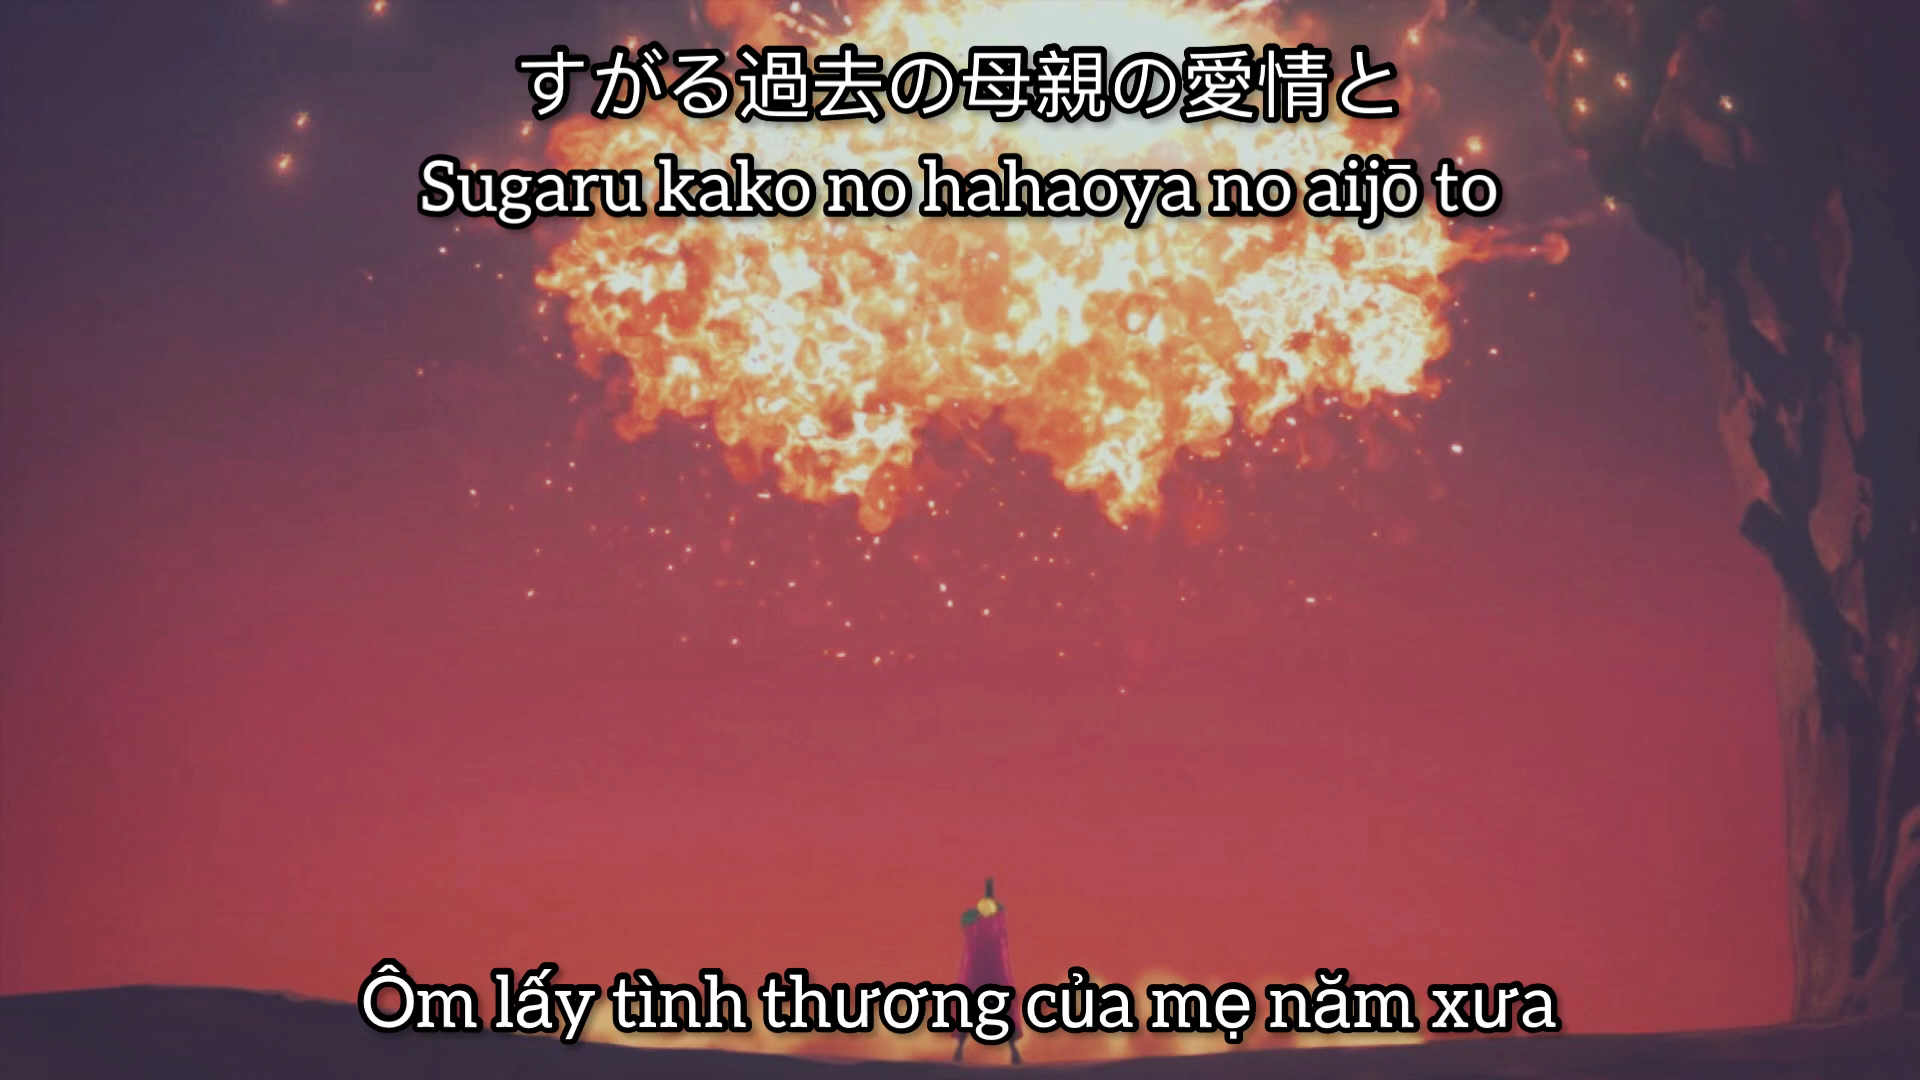 すがる過去の母親の愛情と
Sugaru kako no hahaoya no aijō to
Ôm lấy tình thương của mẹ năm xưa